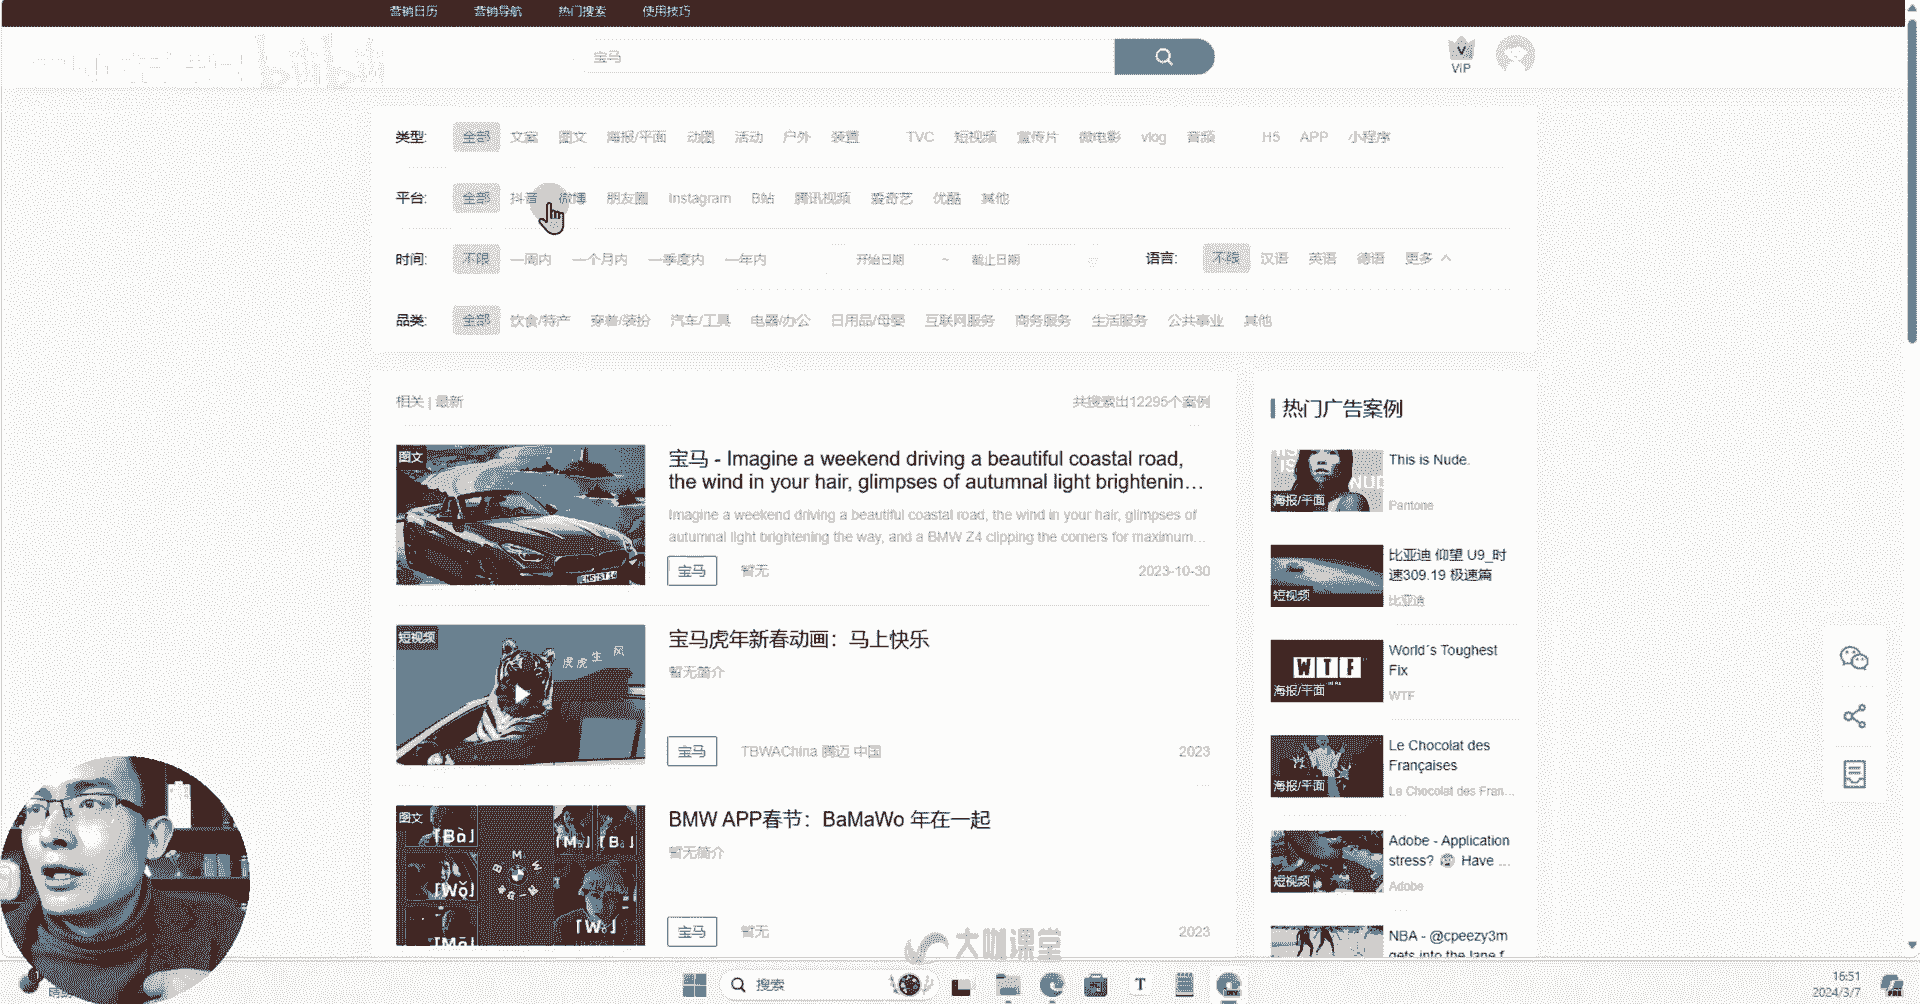 营销日历 营销导航 热门搜索 使用技巧
bilibili
宝马
VIP
类型: 全部 文案 图文 海报/平面 动图 活动 户外 装置 TVC 短视频 宣传片 微电影 vlog 音频 H5 APP 小程序
平台: 全部 抖音 微博 朋友圈 Instagram B站 腾讯视频 爱奇艺 优酷 其他
时间: 不限 一周内 一个月内 一季度内 一年内 开始日期 ~ 截止日期 语言: 不限 汉语 英语 德语 更多
品类: 全部 饮食/特产 穿着/装扮 汽车/工具 电器/办公 日用品/母婴 互联网服务 商务服务 生活服务 公共事业 其他
相关 | 最新
共搜索出12295个案例
图文
宝马 - Imagine a weekend driving a beautiful coastal road,
the wind in your hair, glimpses of autumnal light brightenin...
Imagine a weekend driving a beautiful coastal road, the wind in your hair, glimpses of
autumnal light brightening the way, and a BMW Z4 clipping the corners for maximum...
宝马 暂无 2023-10-30
短视频
虎虎生风
宝马虎年新春动画：马上快乐
暂无简介
宝马 TBWAChina 腾迈 中国 2023
图文
「Bà」
「Wǒ」
BMW APP春节：BaMaWo 年在一起
暂无简介
宝马 暂无 2023
热门广告案例
海报/平面
This is Nude.
Pantone
短视频
比亚迪 仰望 U9_时
速309.19 极速篇
比亚迪
WTF
海报/平面
World´s Toughest
Fix
WTF
海报/平面
Le Chocolat des
Françaises
Le Chocolat des Fran...
短视频
Adobe - Application
stress? 😰 Have ...
Adobe
NBA - @cpeezy3m
gets into the lane f
大咖课堂
搜索
16:51
2024/3/7